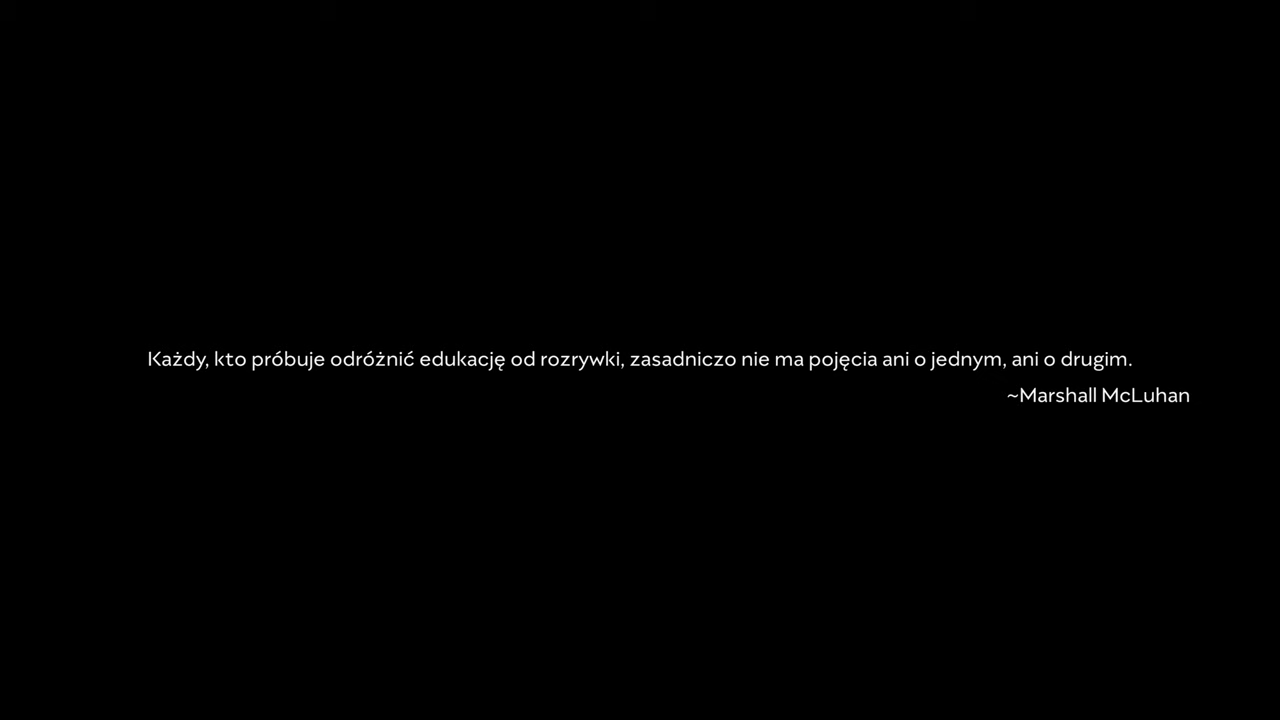 Każdy, kto próbuje odróżnić edukację od rozrywki, zasadniczo nie ma pojęcia ani o jednym, ani o drugim.
~Marshall McLuhan